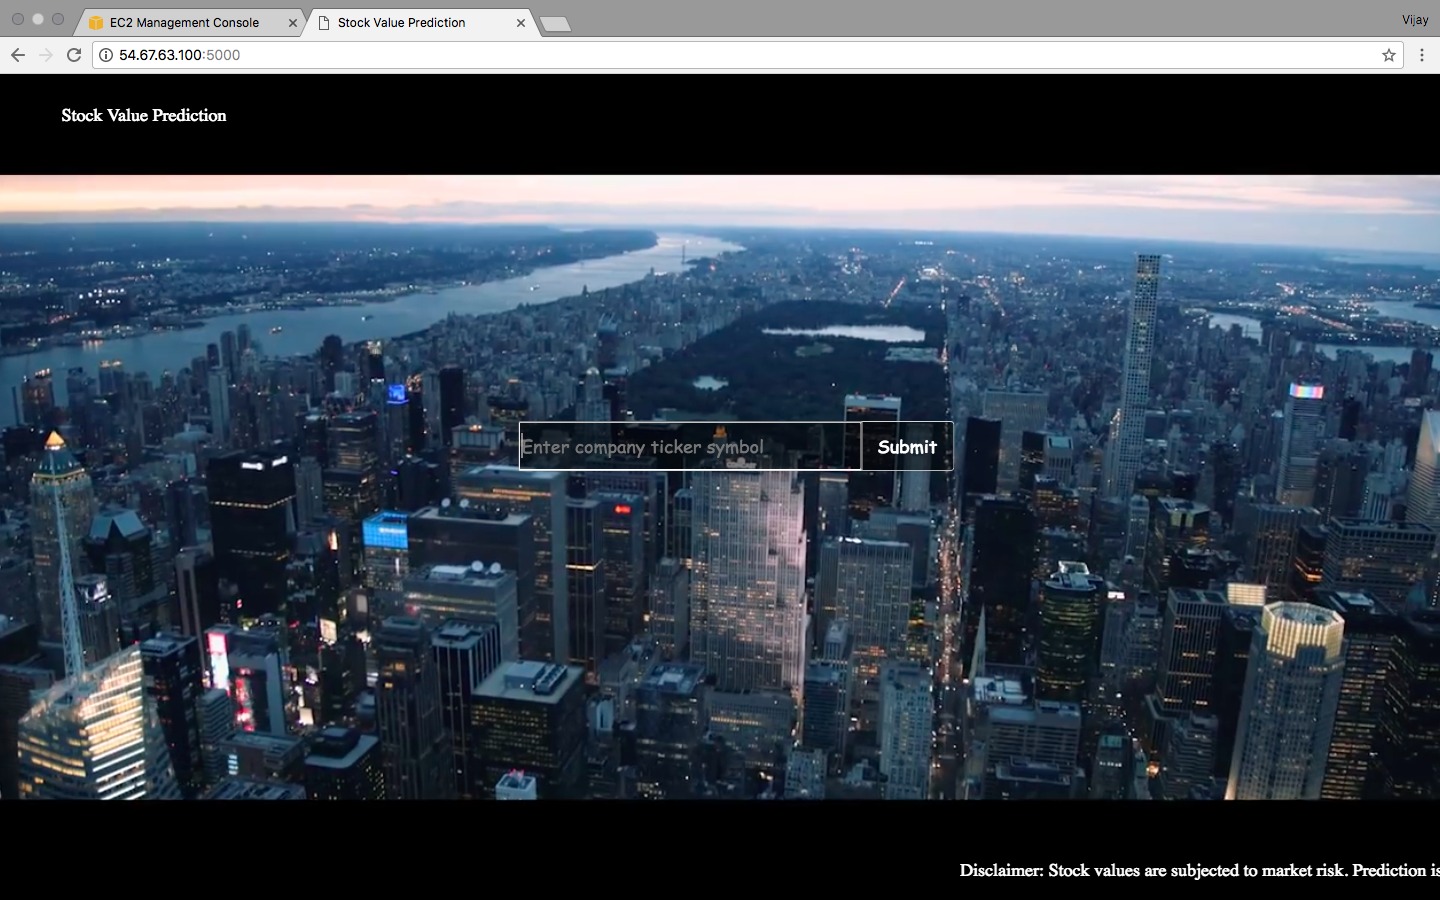 EC2 Management Console
Stock Value Prediction
Vijay
54.67.63.100:5000
Stock Value Prediction
Enter company ticker symbol
Submit
Disclaimer: Stock values are subjected to market risk. Prediction is